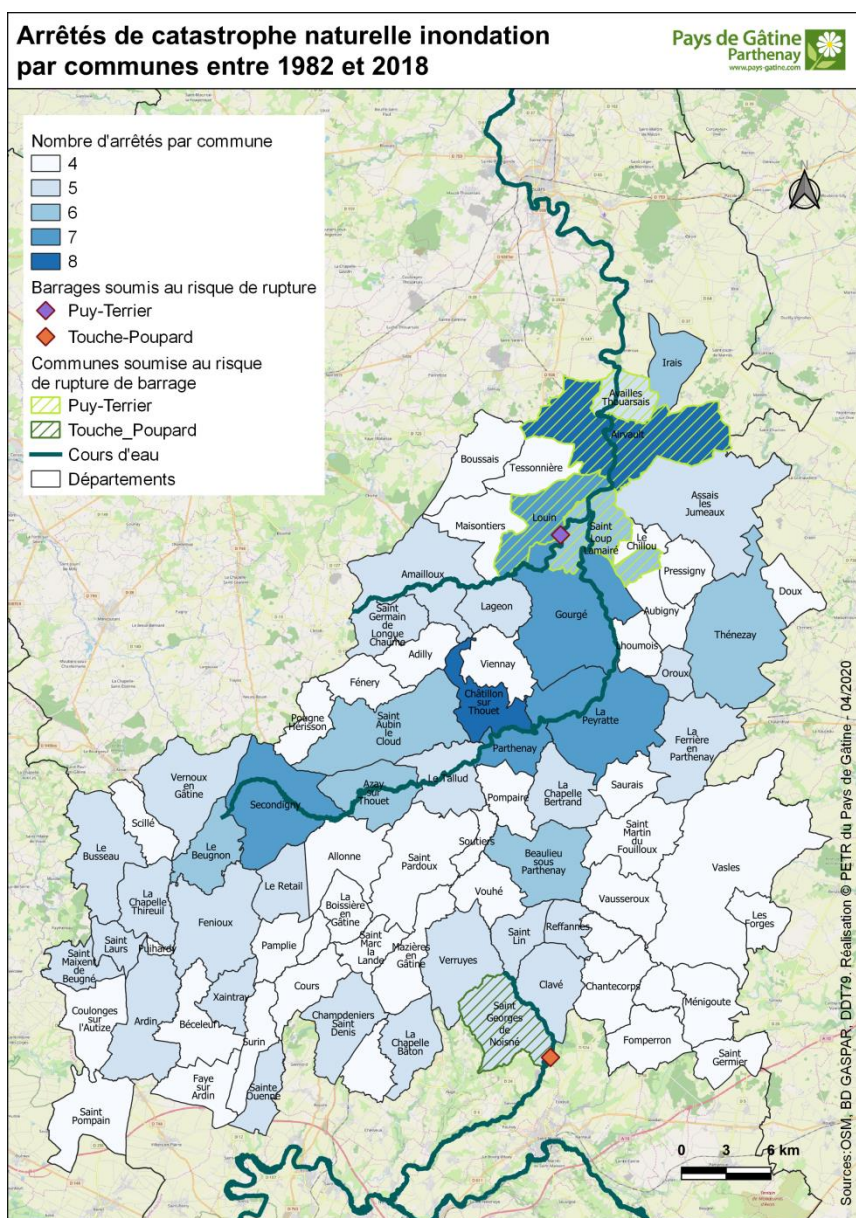 Arrêtés de catastrophe naturelle inondation
par communes entre 1982 et 2018
Pays de Gâtine
Parthenay
www.pays-gatine.com
Nombre d'arrêtés par commune
4
5
6
7
8
Barrages soumis au risque de rupture
Puy-Terrier
Touche-Poupard
Communes soumise au risque
de rupture de barrage
Puy-Terrier
Touche_Poupard
Cours d'eau
Départements
N
Irais
Availles
Thouarsais
Airvault
Boussais
Tessonnière
Assais
les
Jumeaux
Louin
Maisontiers
Saint
Loup
Lamairé
Le
Chillou
Pressigny
Amailloux
Doux
Aubigny
Lageon
Saint
Germain
de
Longue
Chaume
Gourgé
Thénezay
Adilly
Viennay
Lhoumois
Oroux
Fénery
Châtillon
sur
Thouet
La
Peyratte
Pougne
Hérisson
Saint
Aubin
le
Cloud
La
Ferrière
en
Parthenay
Parthenay
Vernoux
en
Gâtine
Secondigny
Azay
sur
Thouet
Le Tallud
Pompaire
La
Chapelle
Bertrand
Saurais
Scillé
Saint
Martin
du
Fouilloux
Le
Busseau
Le
Beugnon
Allonne
Saint
Pardoux
Soutiers
Beaulieu
sous
Parthenay
Vasles
Le Retail
La
Chapelle
Thireuil
La
Boissière
en
Gâtine
Vouhé
Vausseroux
Fenioux
Les
Forges
Saint
Laurs
Puihardy
Pamplie
Saint
Marc
la
Lande
Mazières
en
Gâtine
Verruyes
Saint
Lin
Reffannes
Saint
Maixent
de
Beugné
Xaintray
Cours
Clavé
Chantecorps
Ménigoute
Coulonges
sur
l'Autize
Ardin
Béceleuf
Surin
Champdeniers
Saint
Denis
La
Chapelle
Bâton
Saint
Georges
de
Noisné
Fomperron
Saint
Germier
Faye
sur
Ardin
Sainte
Ouenne
Saint
Pompain
0 3 6 km
Sources:OSM, BD GASPAR, DDT79. Réalisation © PETR du Pays de Gâtine - 04/2020